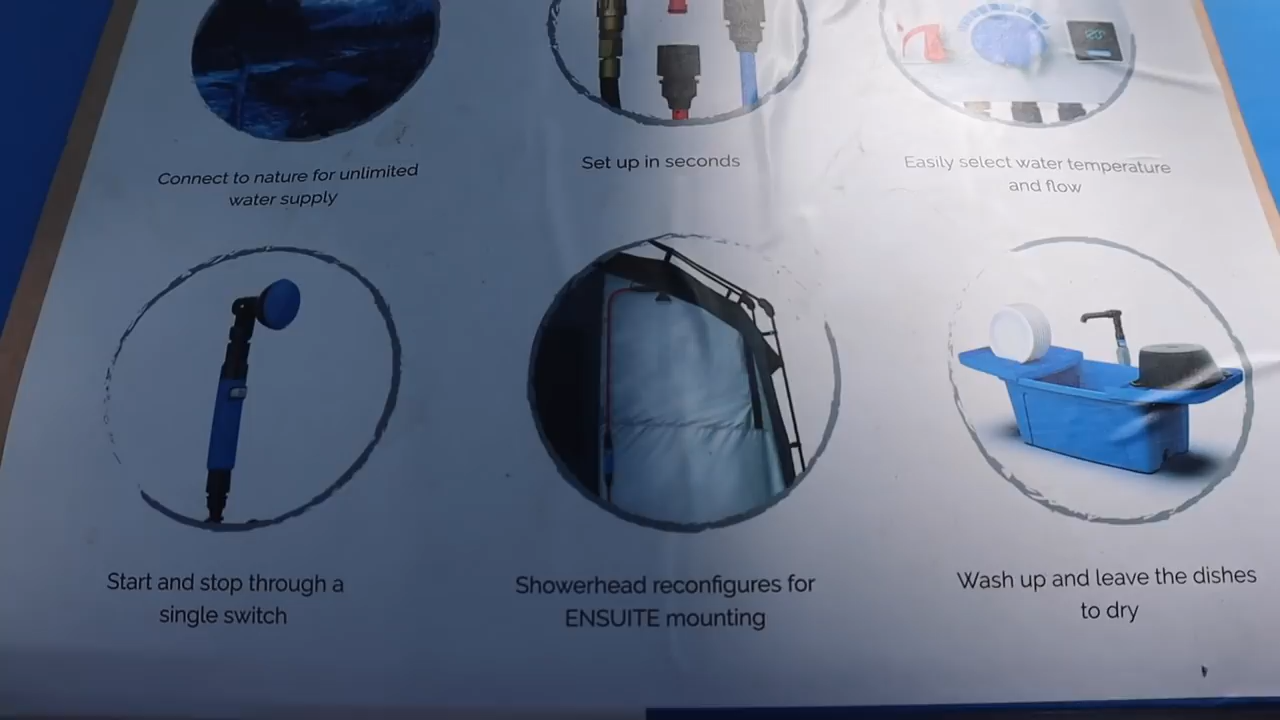 Connect to nature for unlimited
water supply
Set up in seconds
Easily select water temperature
and flow
Start and stop through a
single switch
Showerhead reconfigures for
ENSUITE mounting
Wash up and leave the dishes
to dry